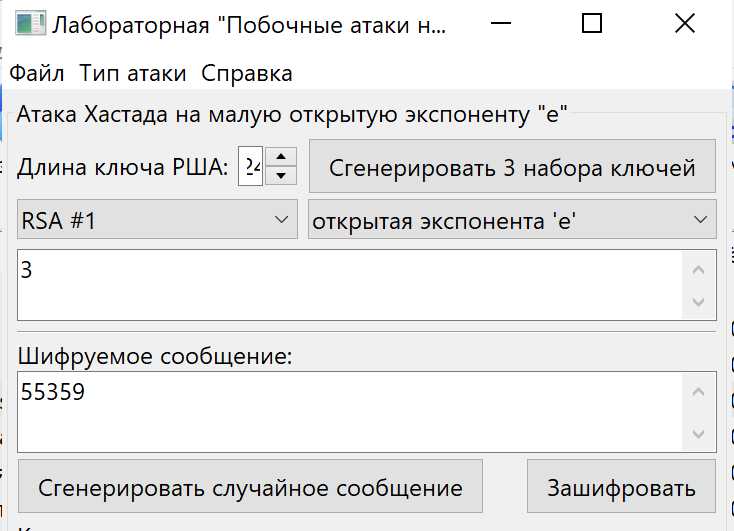 Лабораторная "Побочные атаки н...
Файл Тип атаки Справка
Атака Хастада на малую открытую экспоненту "e"
Длина ключа РША: 24 Сгенерировать 3 набора ключей
RSA #1 открытая экспонента 'e'
3
Шифруемое сообщение:
55359
Сгенерировать случайное сообщение Зашифровать